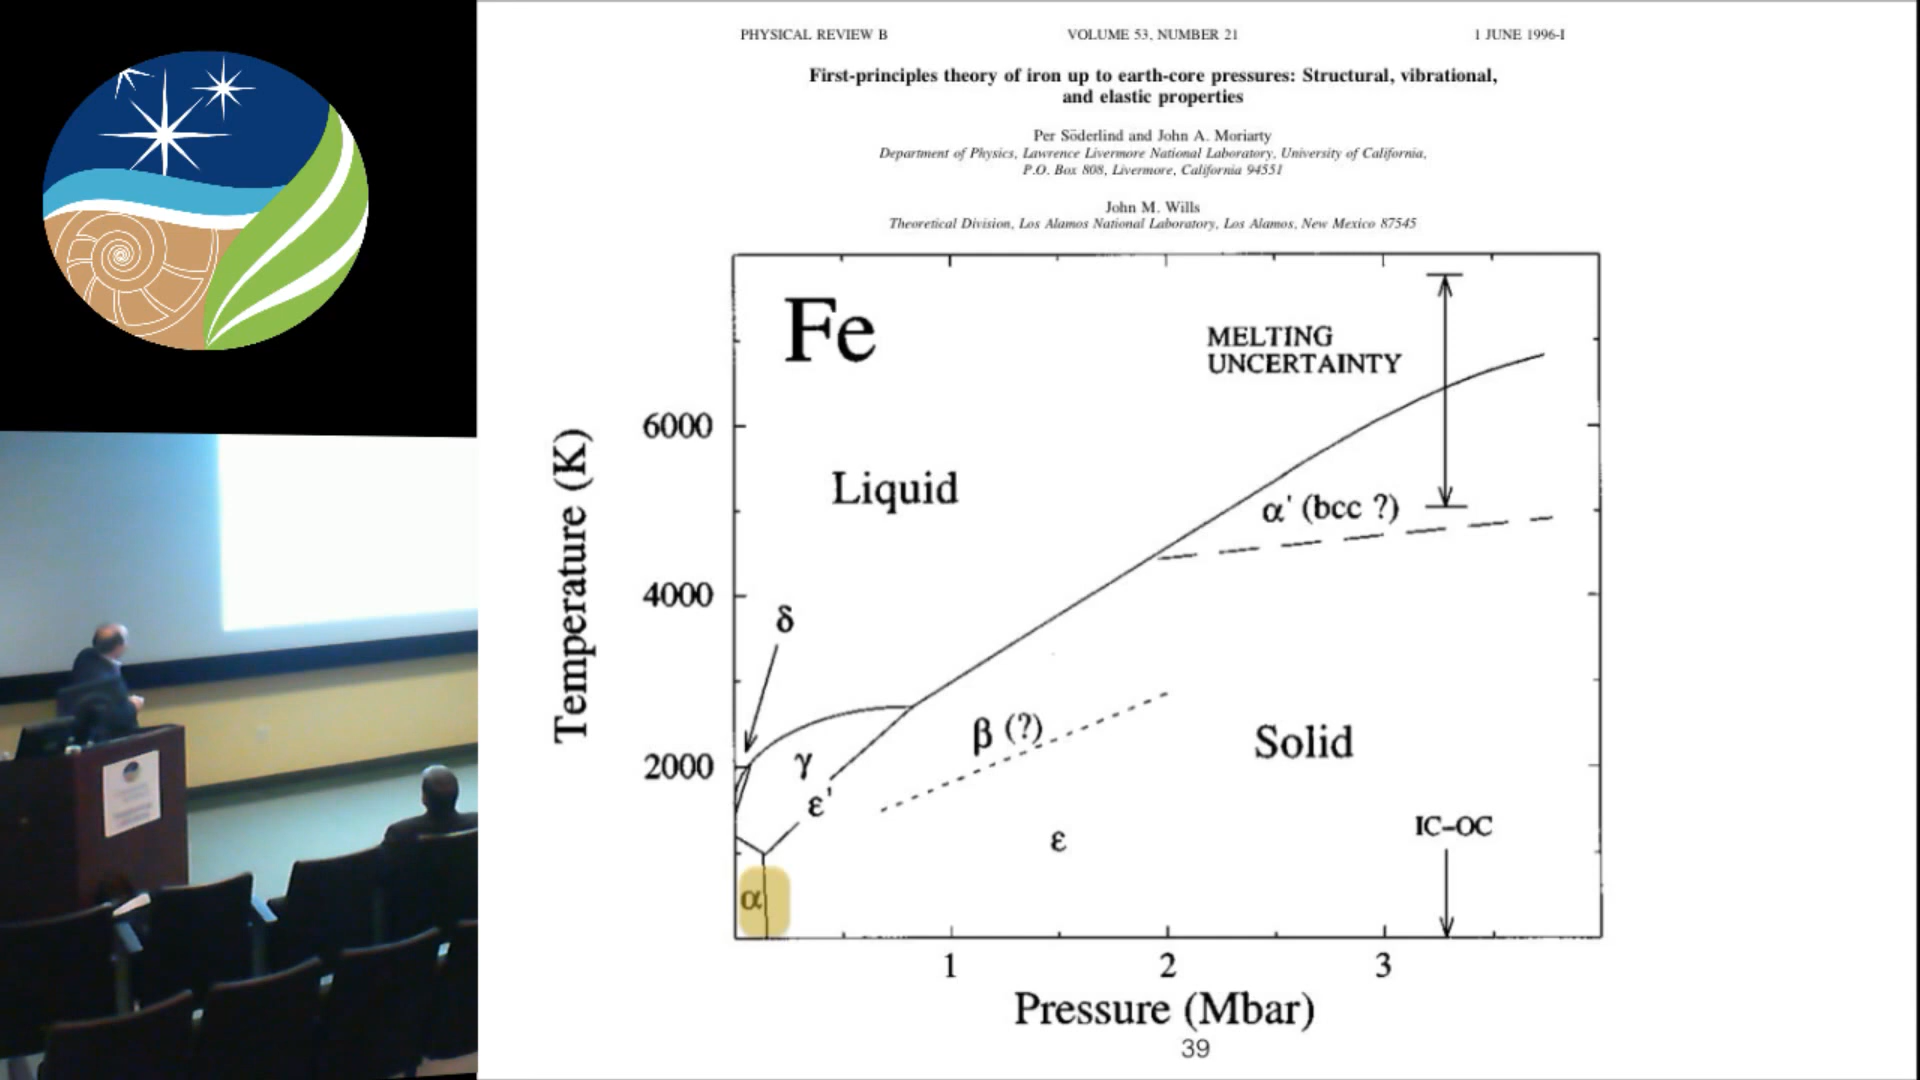 PHYSICAL REVIEW B VOLUME 53, NUMBER 21 1 JUNE 1996-I
First-principles theory of iron up to earth-core pressures: Structural, vibrational,
and elastic properties
Per Söderlind and John A. Moriarty
Department of Physics, Lawrence Livermore National Laboratory, University of California,
P.O. Box 808, Livermore, California 94551
John M. Wills
Theoretical Division, Los Alamos National Laboratory, Los Alamos, New Mexico 87545
Fe
MELTING
UNCERTAINTY
6000
Liquid
α' (bcc ?)
4000
δ
β (?)
Solid
2000
γ
ε'
IC–OC
ε
α
Temperature (K)
1 2 3
Pressure (Mbar)
39